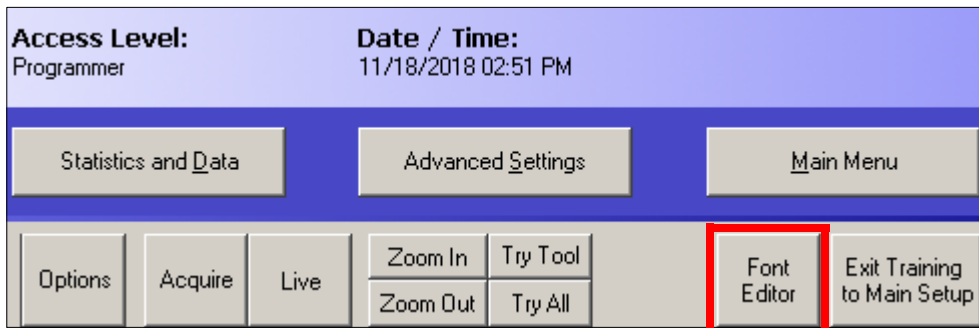 Access Level:
Programmer
Date / Time:
11/18/2018 02:51 PM
Statistics and Data
Advanced Settings
Main Menu
Options
Acquire
Live
Zoom In
Try Tool
Zoom Out
Try All
Font
Editor
Exit Training
to Main Setup